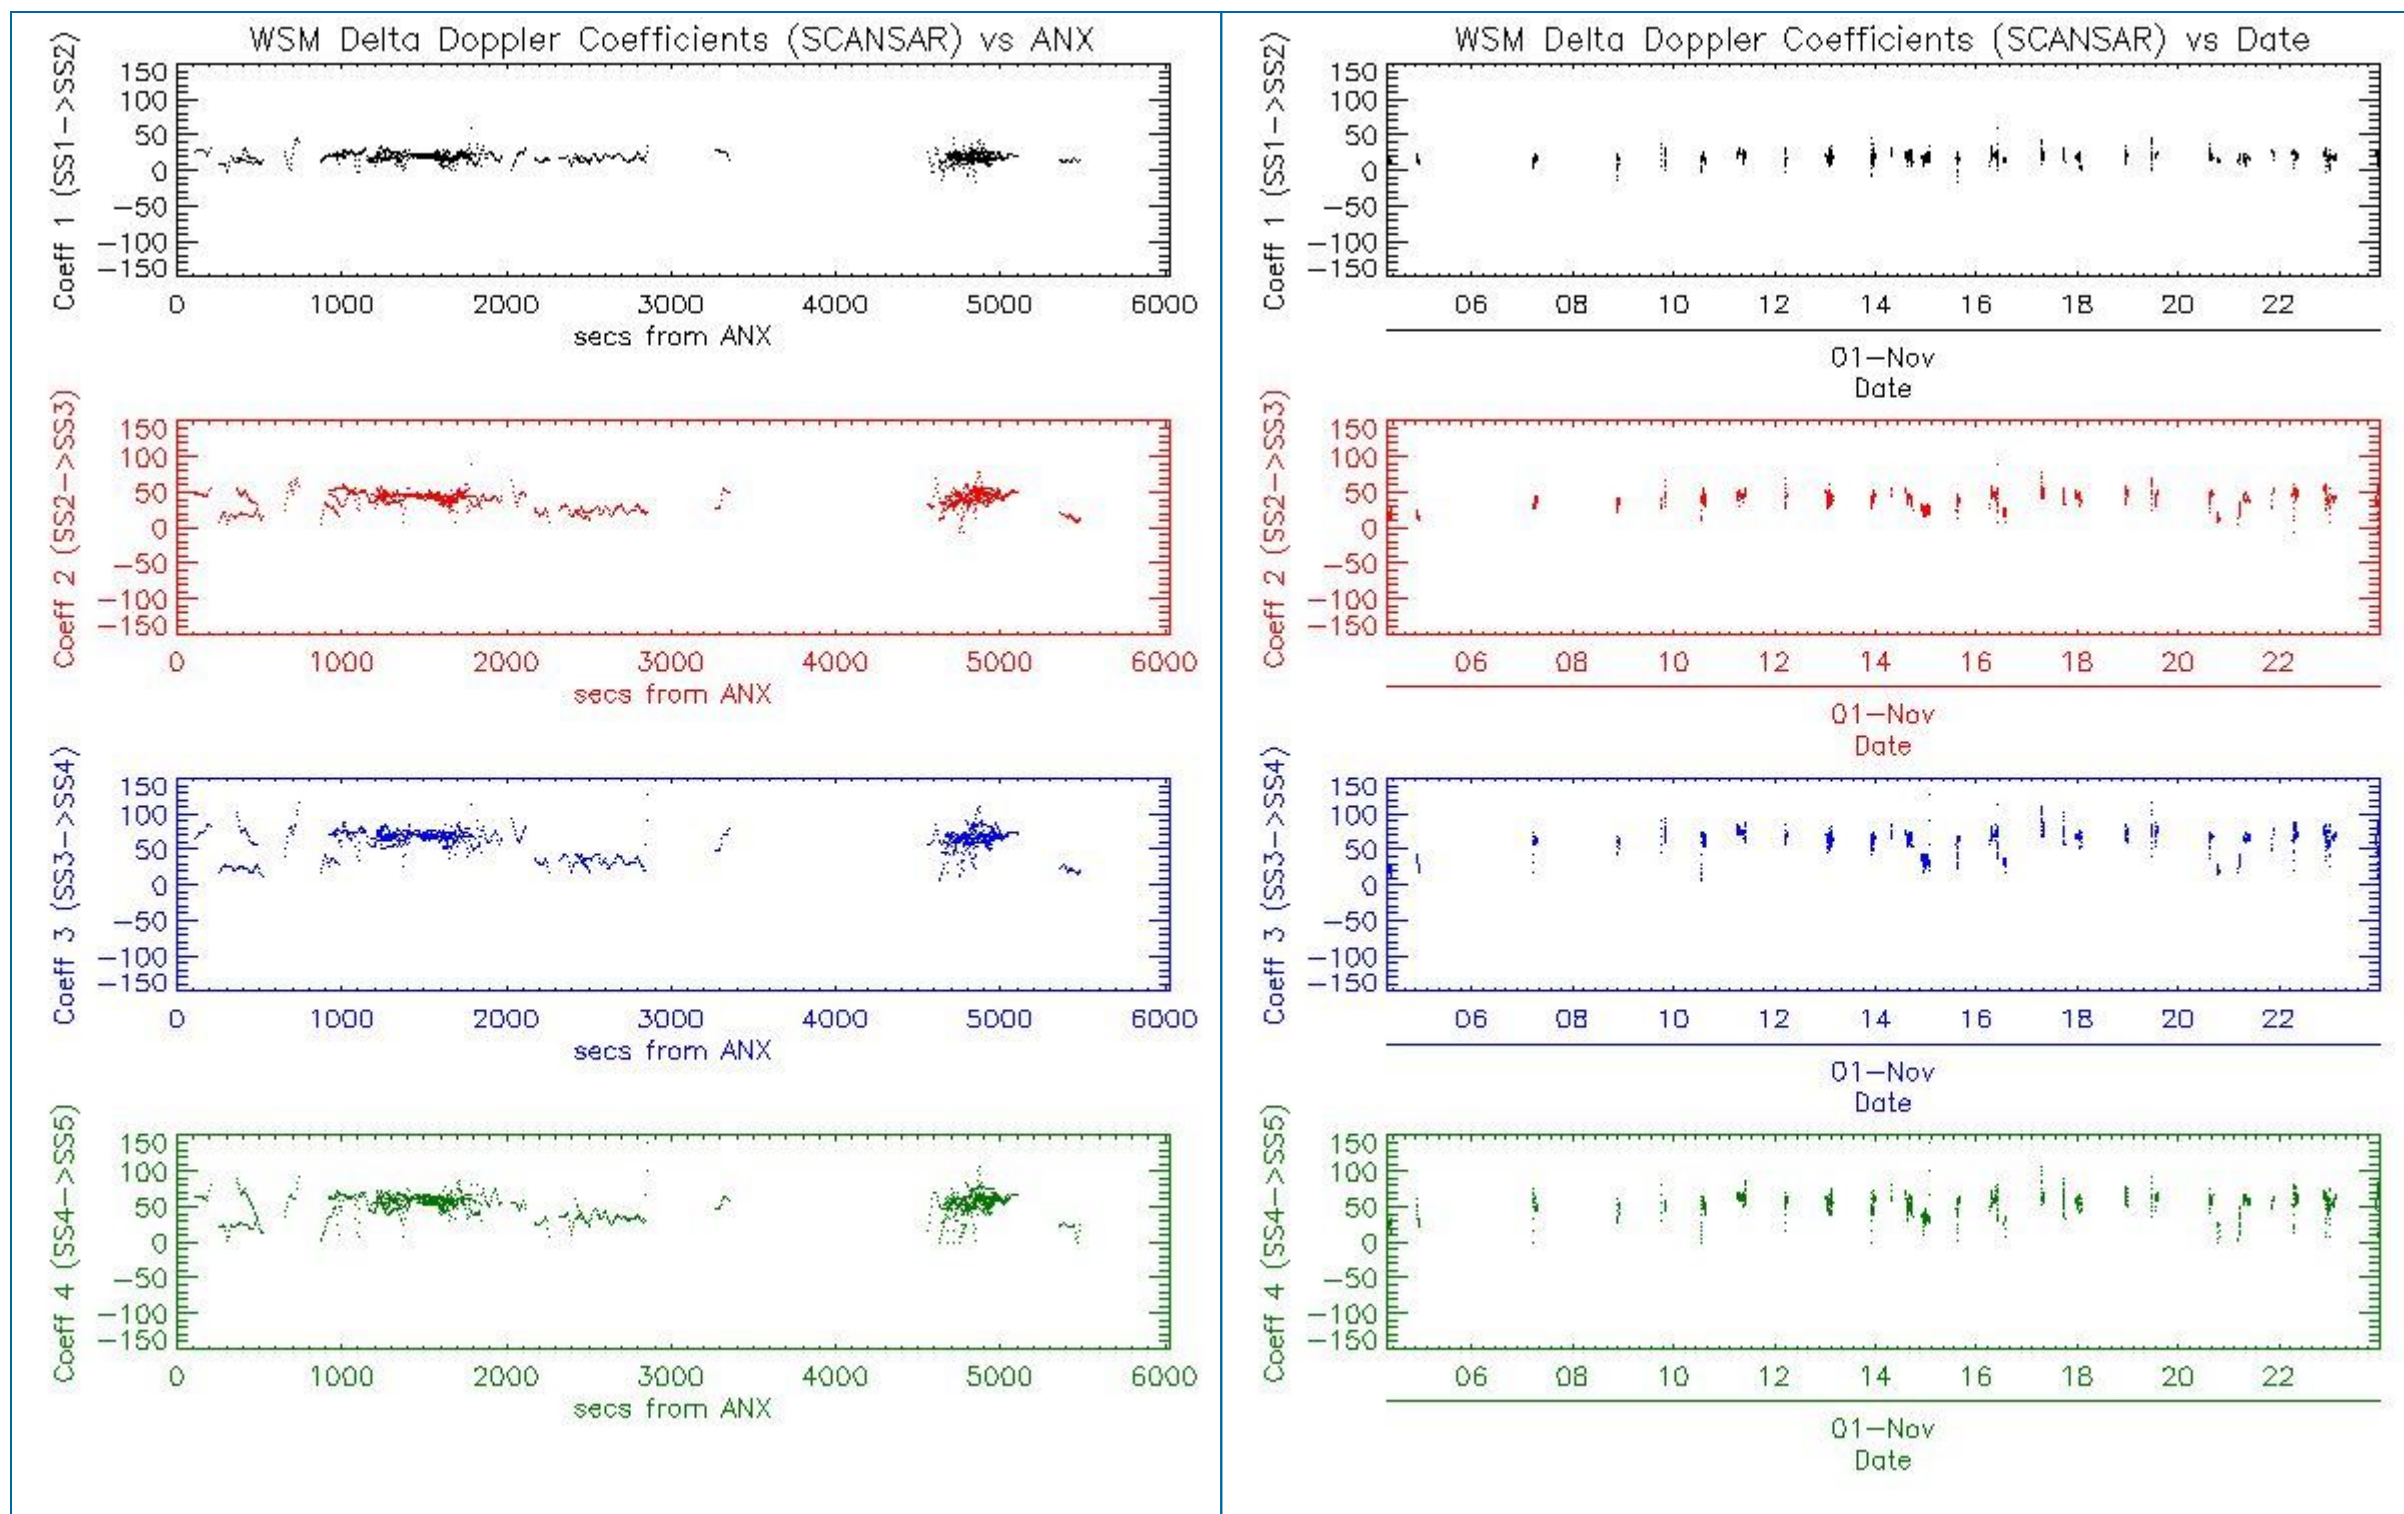 WSM Delta Doppler Coefficients (SCANSAR) vs ANX
Coeff 1 (SS1->SS2)
150
100
50
0
-50
-100
-150
0 1000 2000 3000 4000 5000 6000
secs from ANX
Coeff 2 (SS2->SS3)
150
100
50
0
-50
-100
-150
0 1000 2000 3000 4000 5000 6000
secs from ANX
Coeff 3 (SS3->SS4)
150
100
50
0
-50
-100
-150
0 1000 2000 3000 4000 5000 6000
secs from ANX
Coeff 4 (SS4->SS5)
150
100
50
0
-50
-100
-150
0 1000 2000 3000 4000 5000 6000
secs from ANX
WSM Delta Doppler Coefficients (SCANSAR) vs Date
Coeff 1 (SS1->SS2)
150
100
50
0
-50
-100
-150
06 08 10 12 14 16 18 20 22
01-Nov
Date
Coeff 2 (SS2->SS3)
150
100
50
0
-50
-100
-150
06 08 10 12 14 16 18 20 22
01-Nov
Date
Coeff 3 (SS3->SS4)
150
100
50
0
-50
-100
-150
06 08 10 12 14 16 18 20 22
01-Nov
Date
Coeff 4 (SS4->SS5)
150
100
50
0
-50
-100
-150
06 08 10 12 14 16 18 20 22
01-Nov
Date